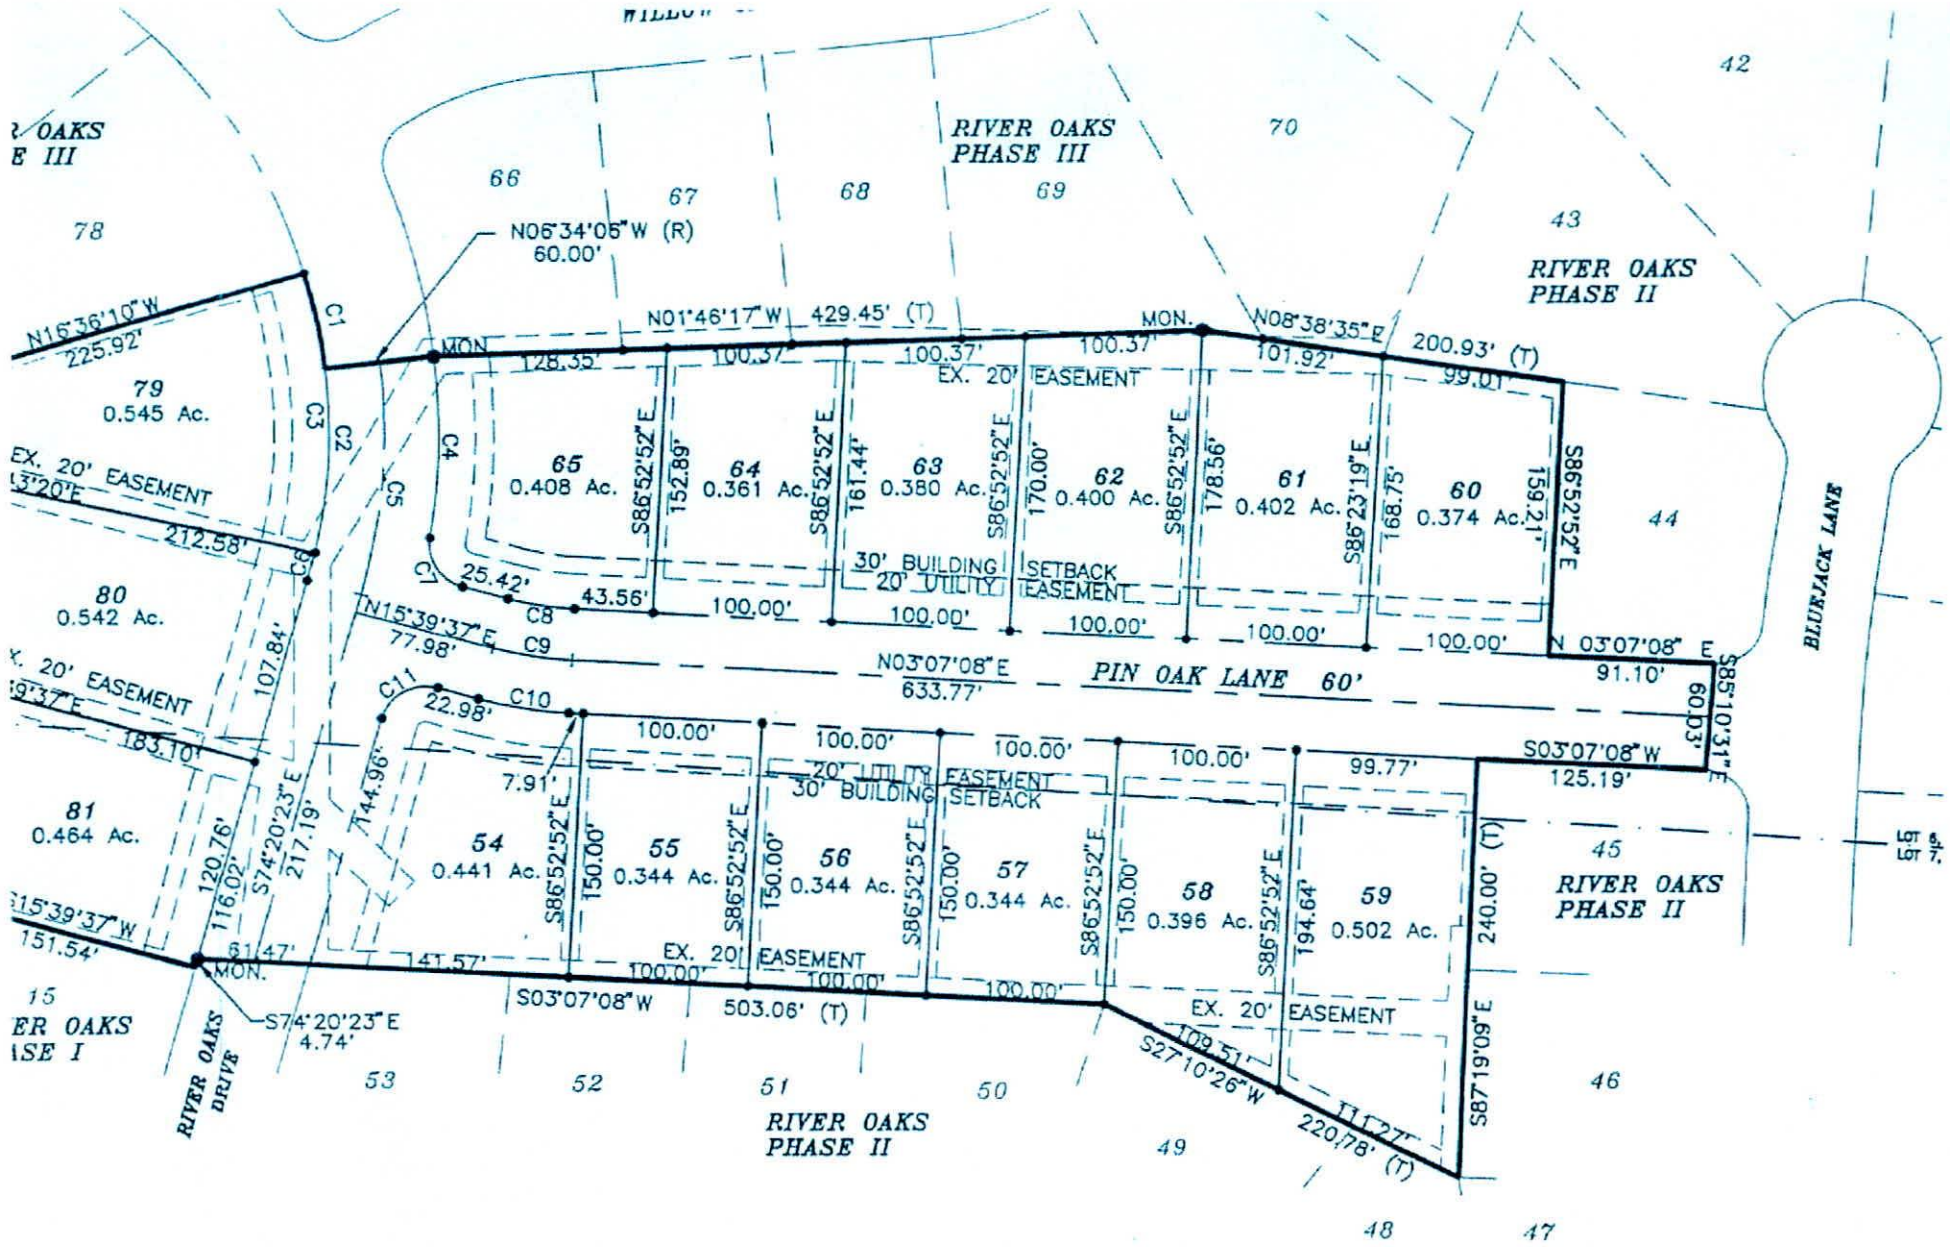 42
OAKS
E III
RIVER OAKS
PHASE III
70
66
67
68
69
78
43
N06°34'05"W (R)
60.00'
RIVER OAKS
PHASE II
N16°36'10"W
225.92'
C1
N01°46'17"W 429.45' (T)
MON.
N08°38'35"E
200.93' (T)
MON.
128.35'
100.37'
100.37'
100.37'
101.92'
99.01'
EX. 20' EASEMENT
79
0.545 Ac.
C3
C2
C4
C5
65
0.408 Ac.
S86°52'52"E
152.89'
64
0.361 Ac.
S86°52'52"E
161.44'
63
0.380 Ac.
S86°52'52"E
170.00'
62
0.400 Ac.
S86°52'52"E
178.56'
61
0.402 Ac.
S86°23'19"E
168.75'
60
0.374 Ac.
159.21'
S86°52'52"E
44
BLUEJACK LANE
EX. 20' EASEMENT
13'20"E
212.58'
30' BUILDING SETBACK
20' UTILITY EASEMENT
C6
C7
25.42'
C8
43.56'
100.00'
100.00'
100.00'
100.00'
100.00'
80
0.542 Ac.
N15°39'37"E
77.98'
C9
N03°07'08"E
633.77'
PIN OAK LANE 60'
N 03°07'08" E
91.10'
S85°10'31"E
60.03'
107.84'
X. 20' EASEMENT
39'37"E
183.10'
C11
22.98'
C10
7.91'
100.00'
100.00'
100.00'
100.00'
99.77'
S03°07'08"W
125.19'
20' UTILITY EASEMENT
30' BUILDING SETBACK
144.96'
81
0.464 Ac.
120.76'
116.02'
S74°20'23"E
217.19'
54
0.441 Ac.
S86°52'52"E
150.00'
55
0.344 Ac.
S86°52'52"E
150.00'
56
0.344 Ac.
S86°52'52"E
150.00'
57
0.344 Ac.
S86°52'52"E
150.00'
58
0.396 Ac.
S86°52'52"E
194.64'
59
0.502 Ac.
240.00' (T)
S87°19'09"E
45
RIVER OAKS
PHASE II
LOT
LOT 7,
S15°39'37"W
151.54'
61.47'
MON.
141.57'
EX. 20' EASEMENT
100.00'
100.00'
100.00'
S03°07'08"W
503.06' (T)
EX. 20' EASEMENT
109.51'
S27°10'26"W
111.27'
220.78' (T)
15
ER OAKS
ASE I
S74°20'23"E
4.74'
RIVER OAKS
DRIVE
53
52
51
50
49
46
RIVER OAKS
PHASE II
48
47